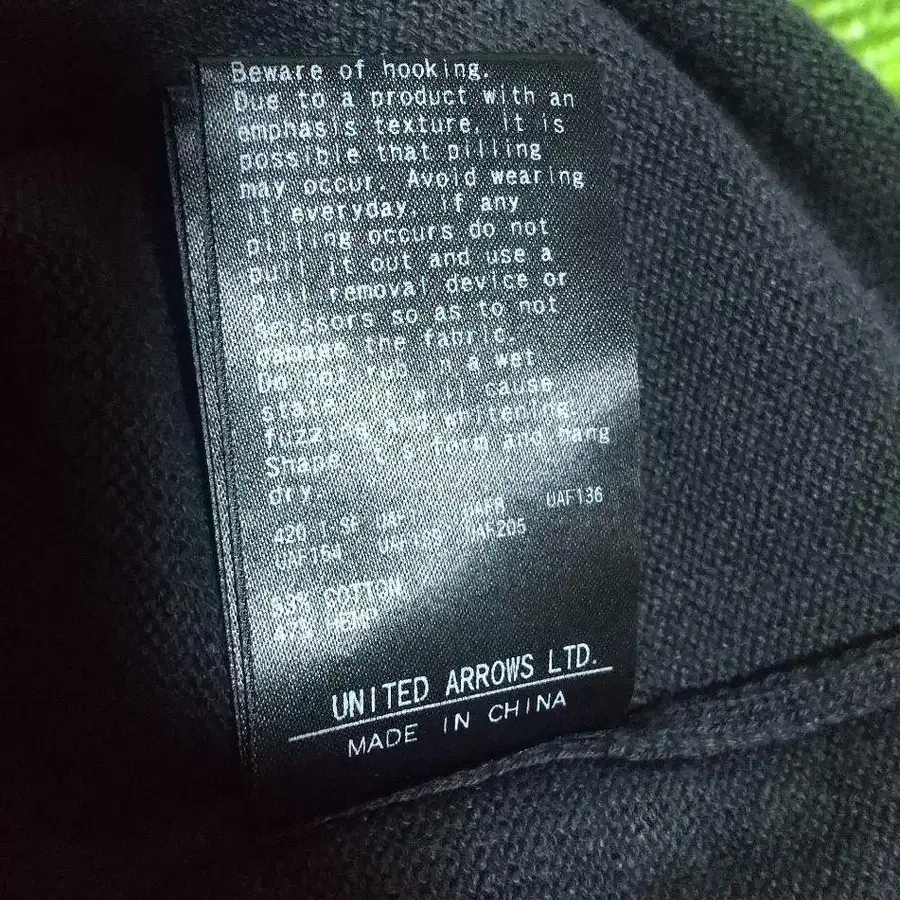 Beware of hooking.
Due to a product with an
emphasis texture, it is
possible that pilling
may occur. Avoid wearing
it everyday. If any
pilling occurs do not
pull it out and use a
pill removal device or
scissors so as to not
damage the fabric.
Do not rub in a wet
state. It will cause
fuzzing and whitening.
Shape it's form and hang
dry.
420 UAF136
UAF164 UAF205
COTTON
UNITED ARROWS LTD.
MADE IN CHINA